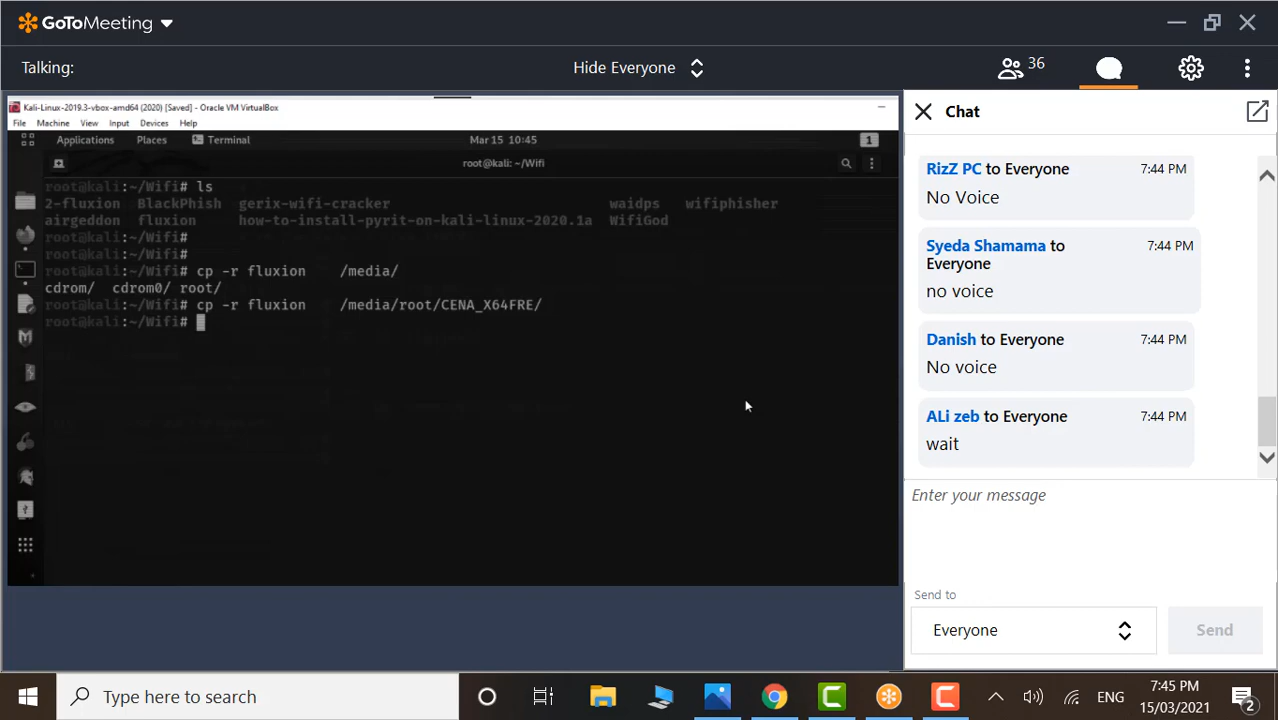 GoToMeeting
Talking:
Hide Everyone
36
Kali-Linux-2019.3-vbox-amd64 (2020) [Saved] - Oracle VM VirtualBox
File Machine View Input Devices Help
Applications Places Terminal
Mar 15 10:45
1
root@kali: ~/Wifi
root@kali:~/Wifi# ls
2-fluxion BlackPhish gerix-wifi-cracker waidps wifiphisher
airgeddon fluxion how-to-install-pyrit-on-kali-linux-2020.1a WifiGod
root@kali:~/Wifi#
root@kali:~/Wifi#
root@kali:~/Wifi# cp -r fluxion /media/
cdrom/ cdrom0/ root/
root@kali:~/Wifi# cp -r fluxion /media/root/CENA_X64FRE/
root@kali:~/Wifi#
Chat
RizZ PC to Everyone 7:44 PM
No Voice
Syeda Shamama to 7:44 PM
Everyone
no voice
Danish to Everyone 7:44 PM
No voice
ALi zeb to Everyone 7:44 PM
wait
Enter your message
Send to
Everyone
Send
Type here to search
ENG
7:45 PM
15/03/2021
2